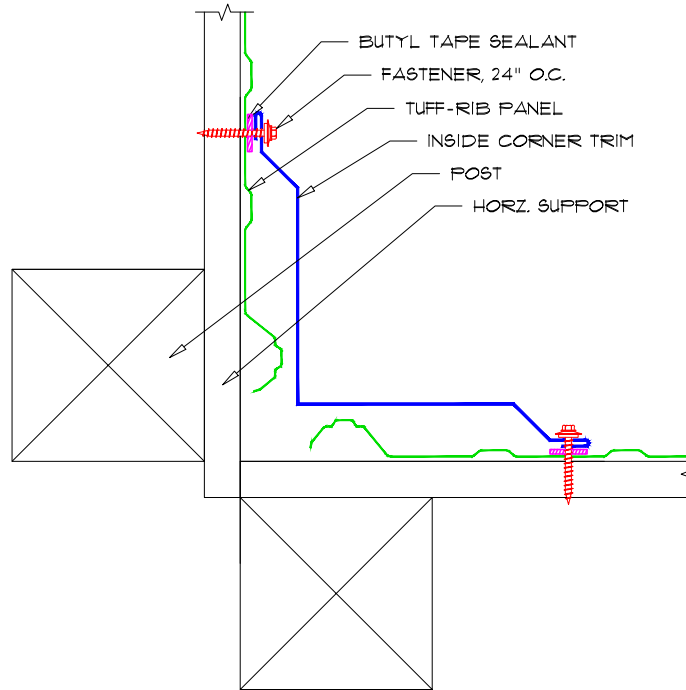 BUTYL TAPE SEALANT
FASTENER, 24" O.C.
TUFF-RIB PANEL
INSIDE CORNER TRIM
POST
HORZ. SUPPORT